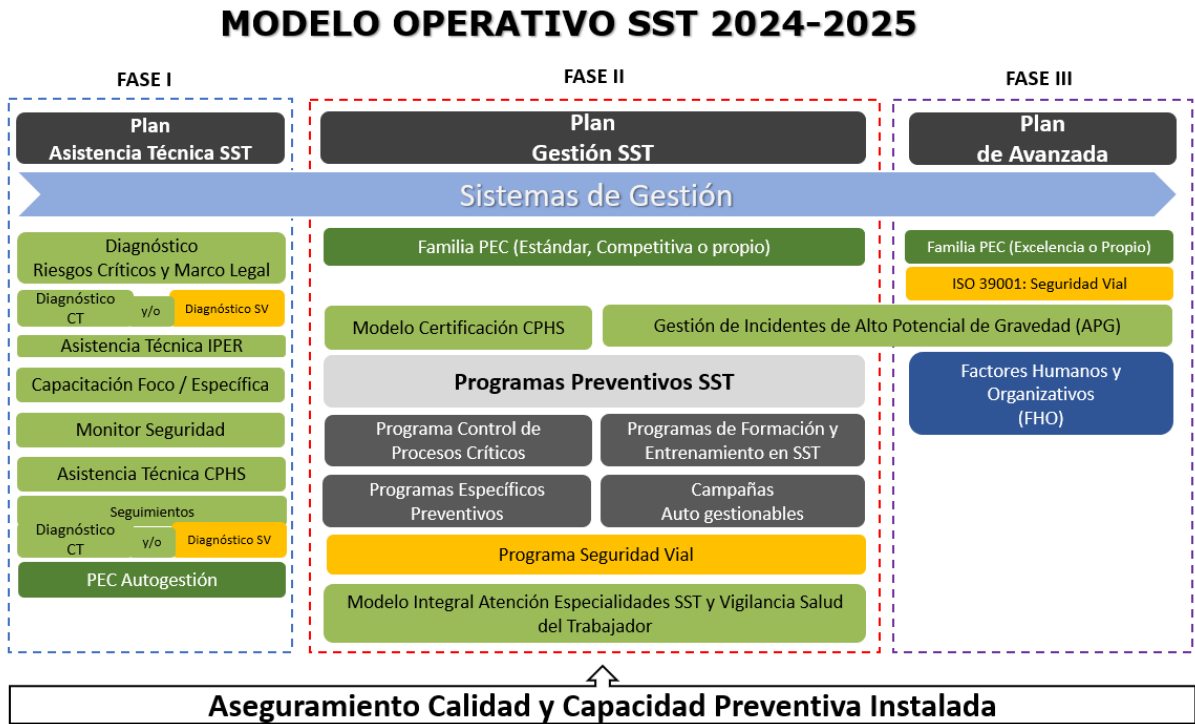 MODELO OPERATIVO SST 2024-2025
FASE I
Plan
Asistencia Técnica SST
FASE II
Plan
Gestión SST
FASE III
Plan
de Avanzada
Sistemas de Gestión
Diagnóstico
Riesgos Críticos y Marco Legal
Diagnóstico
CT
y/o
Diagnóstico SV
Asistencia Técnica IPER
Capacitación Foco / Específica
Monitor Seguridad
Asistencia Técnica CPHS
Seguimientos
Diagnóstico
CT
y/o
Diagnóstico SV
PEC Autogestión
Familia PEC (Estándar, Competitiva o propio)
Modelo Certificación CPHS
Gestión de Incidentes de Alto Potencial de Gravedad (APG)
Programas Preventivos SST
Programa Control de
Procesos Críticos
Programas de Formación y
Entrenamiento en SST
Programas Específicos
Preventivos
Campañas
Auto gestionables
Programa Seguridad Vial
Modelo Integral Atención Especialidades SST y Vigilancia Salud
del Trabajador
Familia PEC (Excelencia o Propio)
ISO 39001: Seguridad Vial
Factores Humanos y
Organizativos
(FHO)
Aseguramiento Calidad y Capacidad Preventiva Instalada